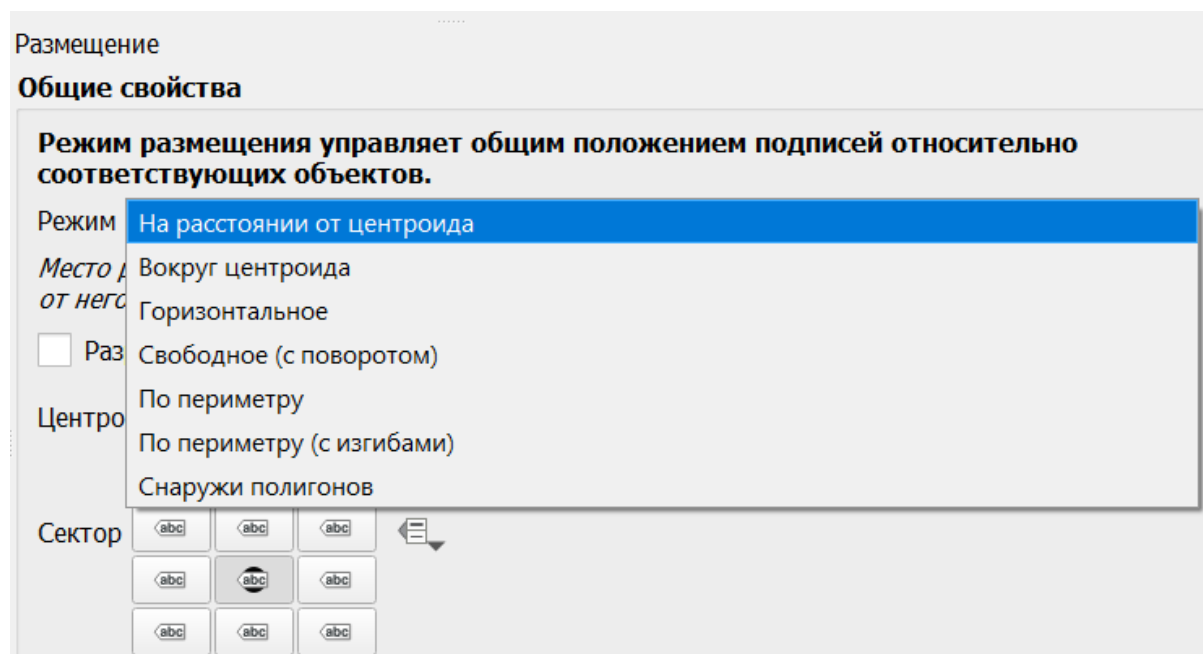 Размещение
Общие свойства
Режим размещения управляет общим положением подписей относительно
соответствующих объектов.
Режим На расстоянии от центроида
Место
Вокруг центроида
от него
Горизонтальное
Свободное (с поворотом)
По периметру
По периметру (с изгибами)
Снаружи полигонов
Сектор abc abc abc
abc abc abc
abc abc abc